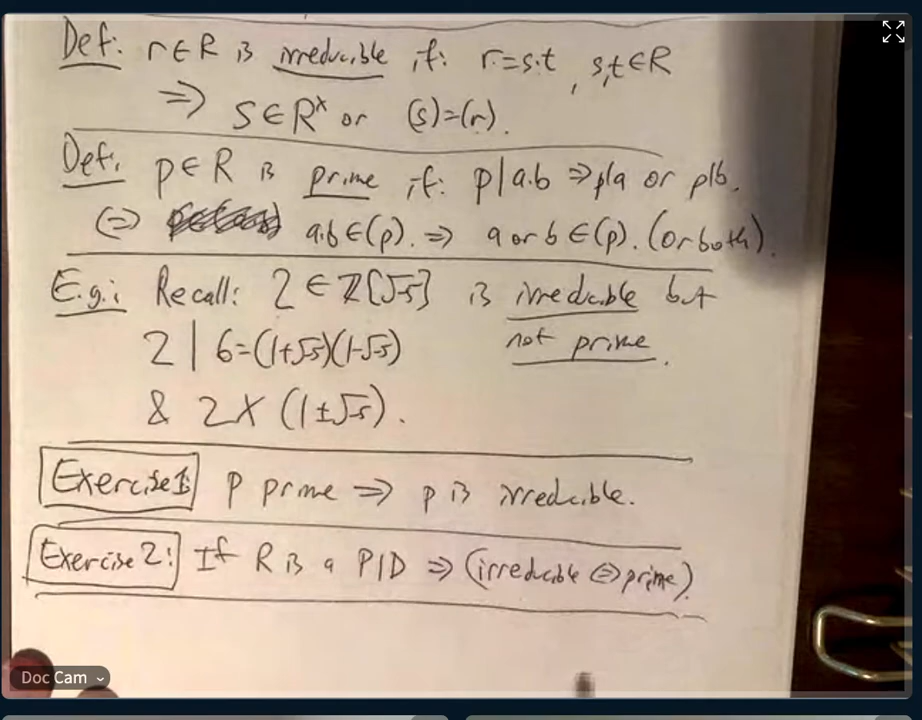 Def: r∈R is irreducible if: r=s·t , s,t∈R
⇒ s∈R^× or (s)=(r).
Def: p∈R is prime if: p|a·b ⇒ p|a or p|b.
⇔ a·b∈(p). ⇒ a or b∈(p). (or both)
E.g.: Recall: 2 ∈ ℤ[√-5] is irreducible but
2 | 6=(1+√-5)(1-√-5) not prime.
& 2 ∤ (1±√-5).
Exercise 1: p prime ⇒ p is irreducible.
Exercise 2: If R is a PID ⇒ (irreducible ⇔ prime).
Doc Cam